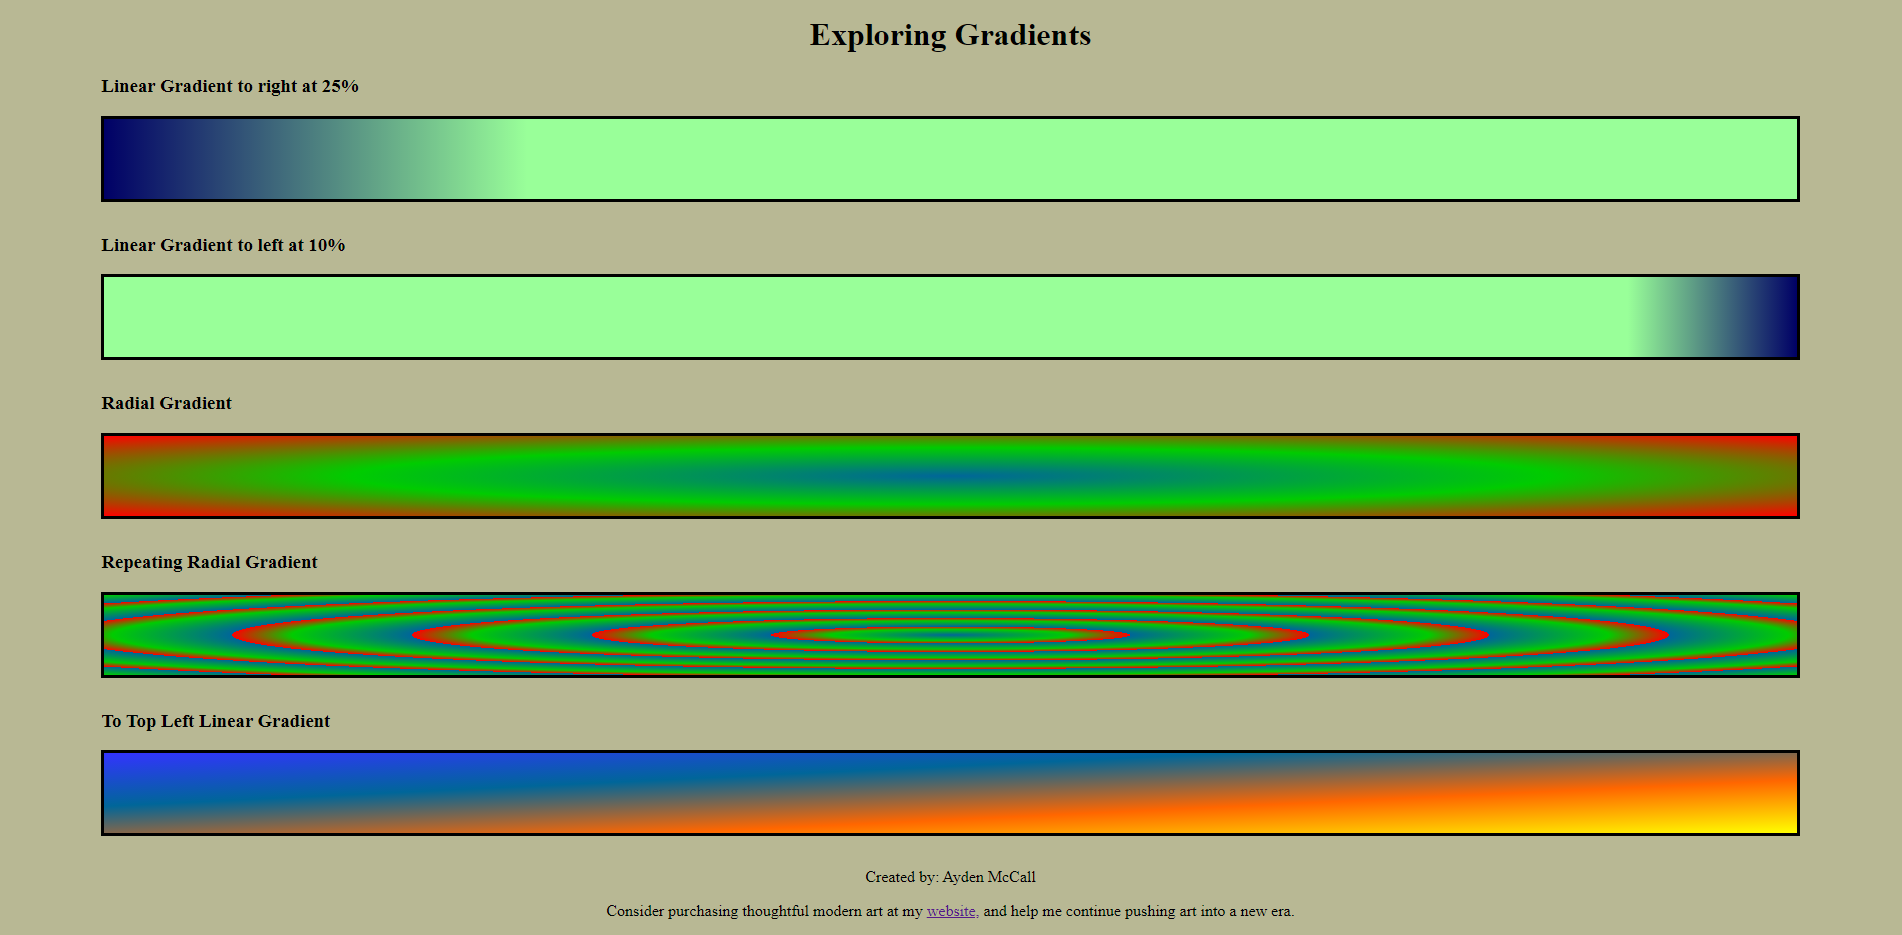 Exploring Gradients
Linear Gradient to right at 25%
Linear Gradient to left at 10%
Radial Gradient
Repeating Radial Gradient
To Top Left Linear Gradient
Created by: Ayden McCall
Consider purchasing thoughtful modern art at my website, and help me continue pushing art into a new era.